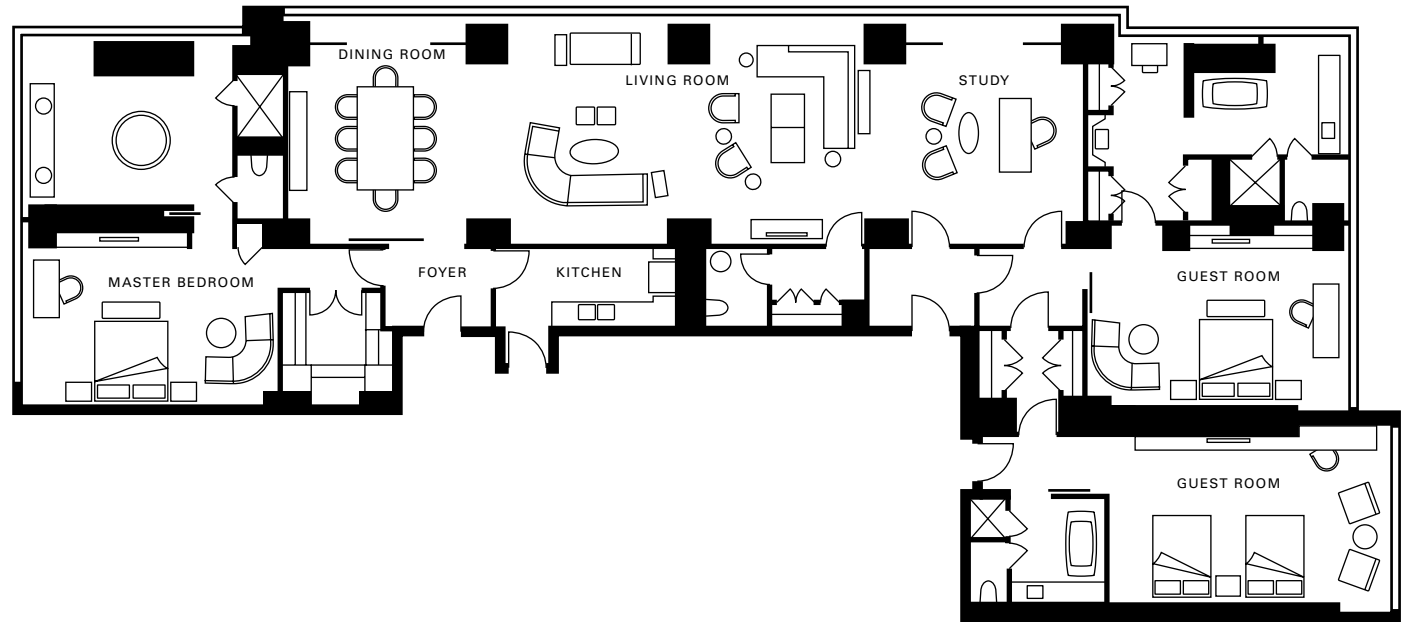 DINING ROOM
LIVING ROOM
STUDY
MASTER BEDROOM
FOYER
KITCHEN
GUEST ROOM
GUEST ROOM